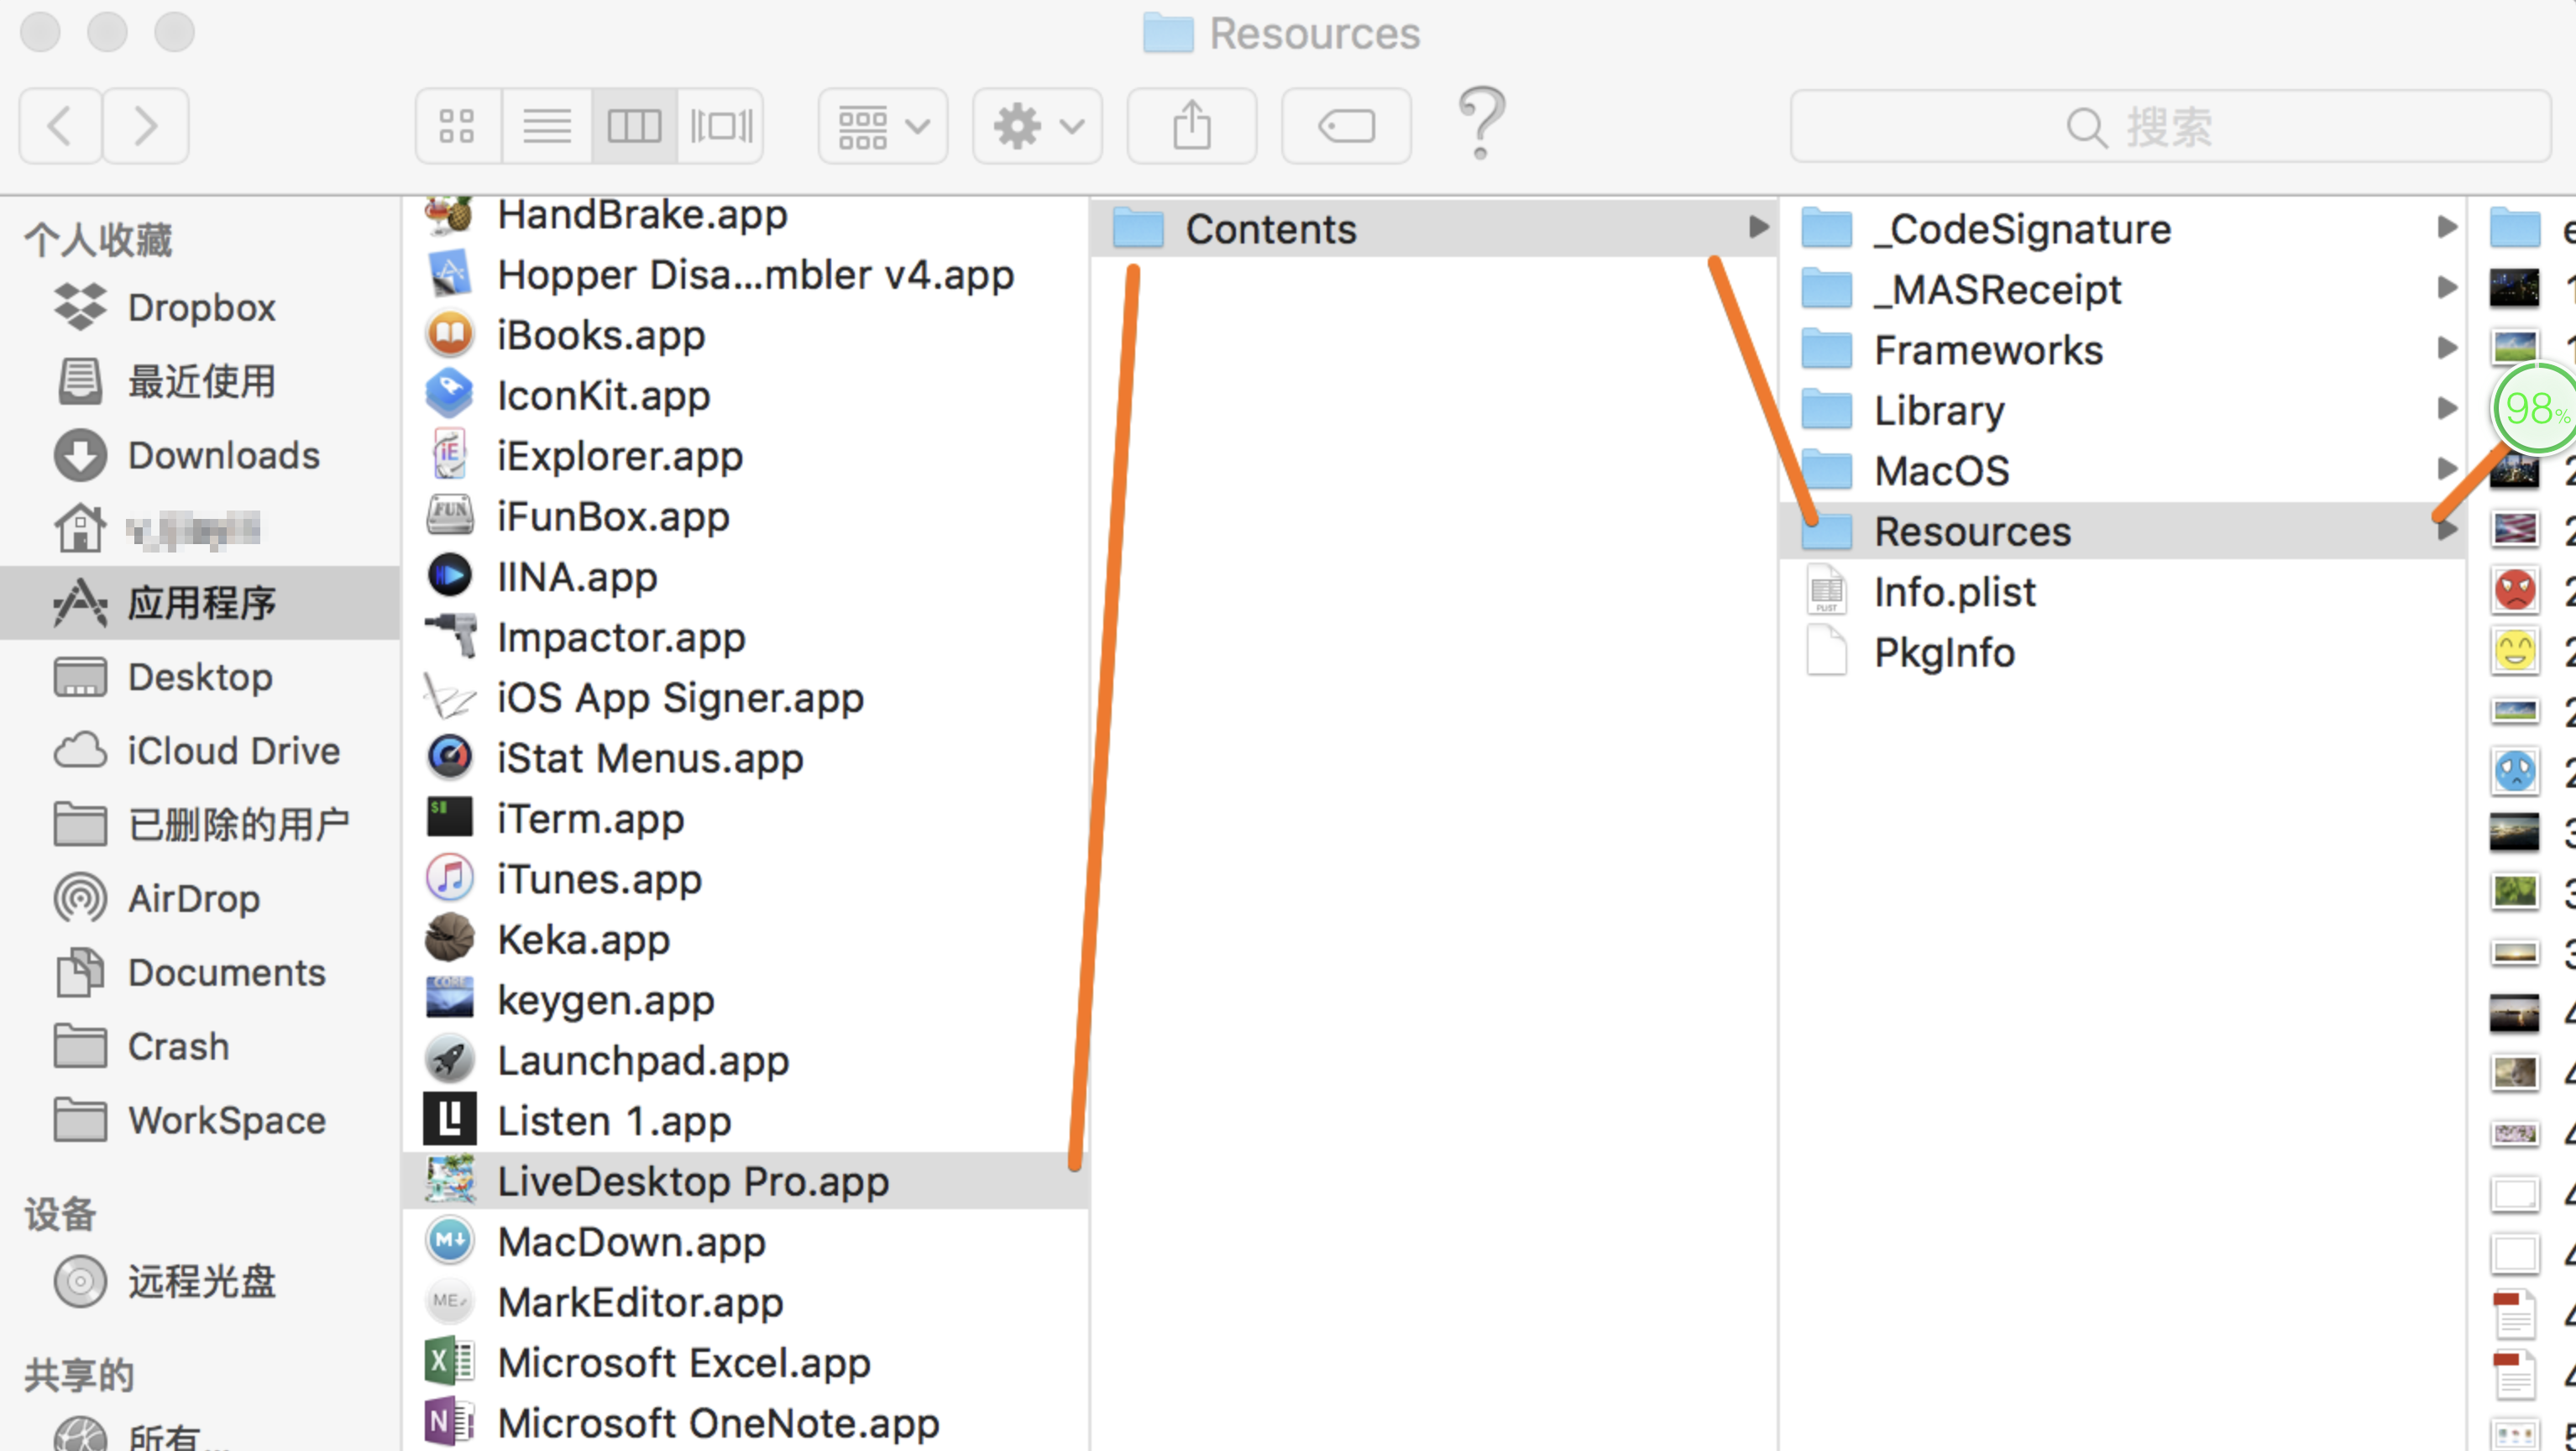 Resources
搜索
个人收藏
Dropbox
最近使用
Downloads
应用程序
Desktop
iCloud Drive
已删除的用户
AirDrop
Documents
Crash
WorkSpace
设备
远程光盘
共享的
所有...
HandBrake.app
Hopper Disa...mbler v4.app
iBooks.app
IconKit.app
iExplorer.app
iFunBox.app
IINA.app
Impactor.app
iOS App Signer.app
iStat Menus.app
iTerm.app
iTunes.app
Keka.app
keygen.app
Launchpad.app
Listen 1.app
LiveDesktop Pro.app
MacDown.app
MarkEditor.app
Microsoft Excel.app
Microsoft OneNote.app
Contents
_CodeSignature
_MASReceipt
Frameworks
Library
MacOS
Resources
Info.plist
PkgInfo
98%